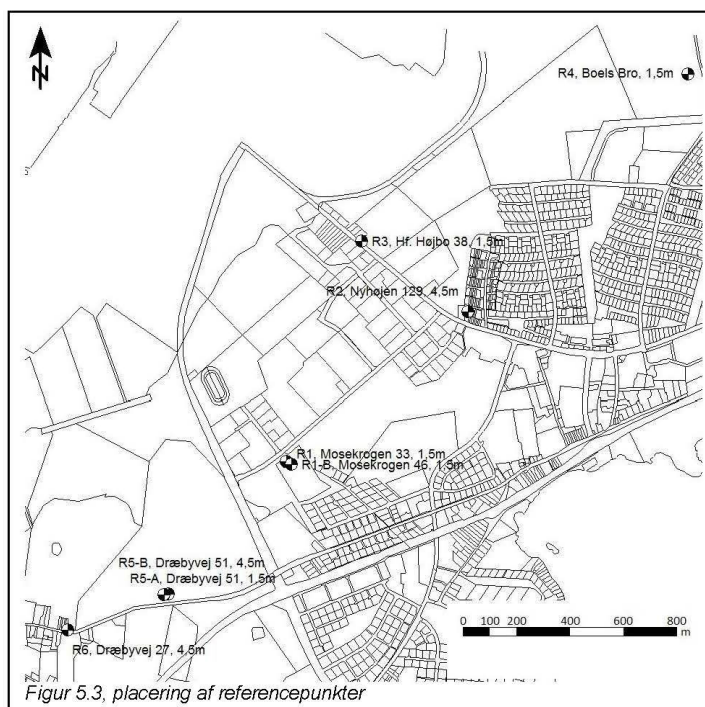 N
R4, Boels Bro, 1,5m
R3, Hf. Højbo 38, 1,5m
R2, Nyhøjen 129, 4,5m
R1, Mosekrogen 33, 1,5m
R1-B, Mosekrogen 46, 1,5m
R5-B, Dræbyvej 51, 4,5m
R5-A, Dræbyvej 51, 1,5m
R6, Dræbyvej 27, 4,5m
0 100 200 400 600 800
m
Figur 5.3, placering af referencepunkter